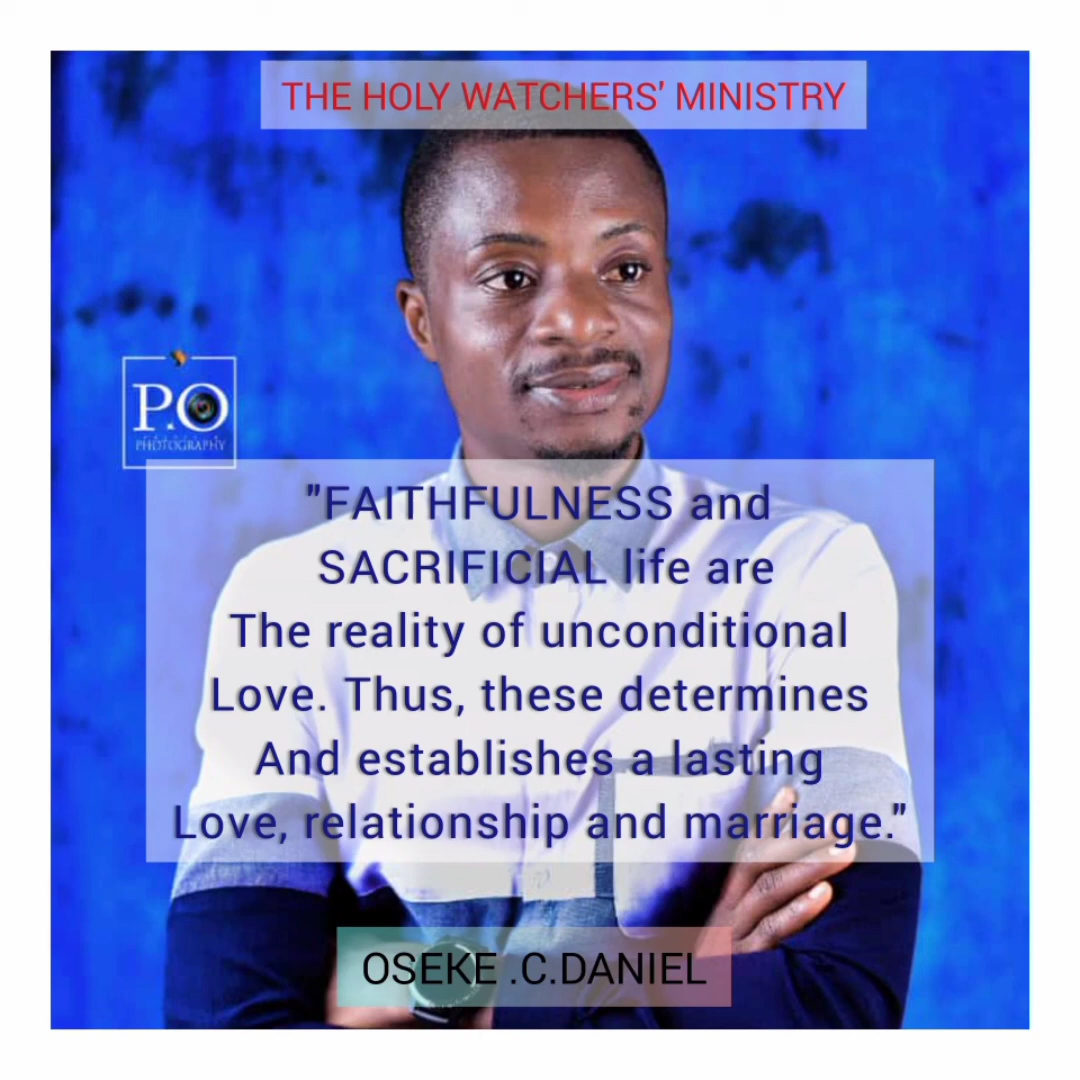 THE HOLY WATCHERS' MINISTRY
P.O
PHOTOGRAPHY
"FAITHFULNESS and
SACRIFICIAL life are
The reality of unconditional
Love. Thus, these determines
And establishes a lasting
Love, relationship and marriage."
OSEKE .C.DANIEL